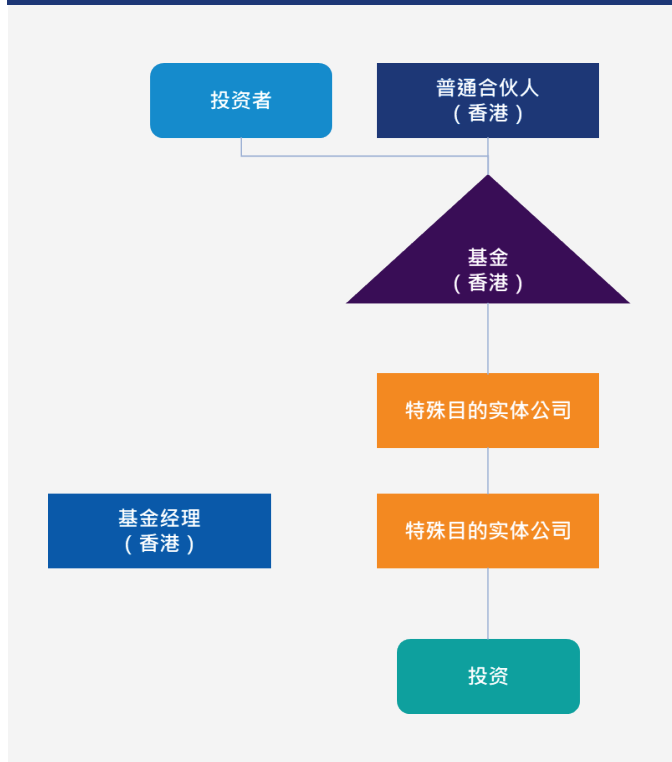 投资者
普通合伙人
（香港）
基金
（香港）
特殊目的实体公司
基金经理
（香港）
特殊目的实体公司
投资